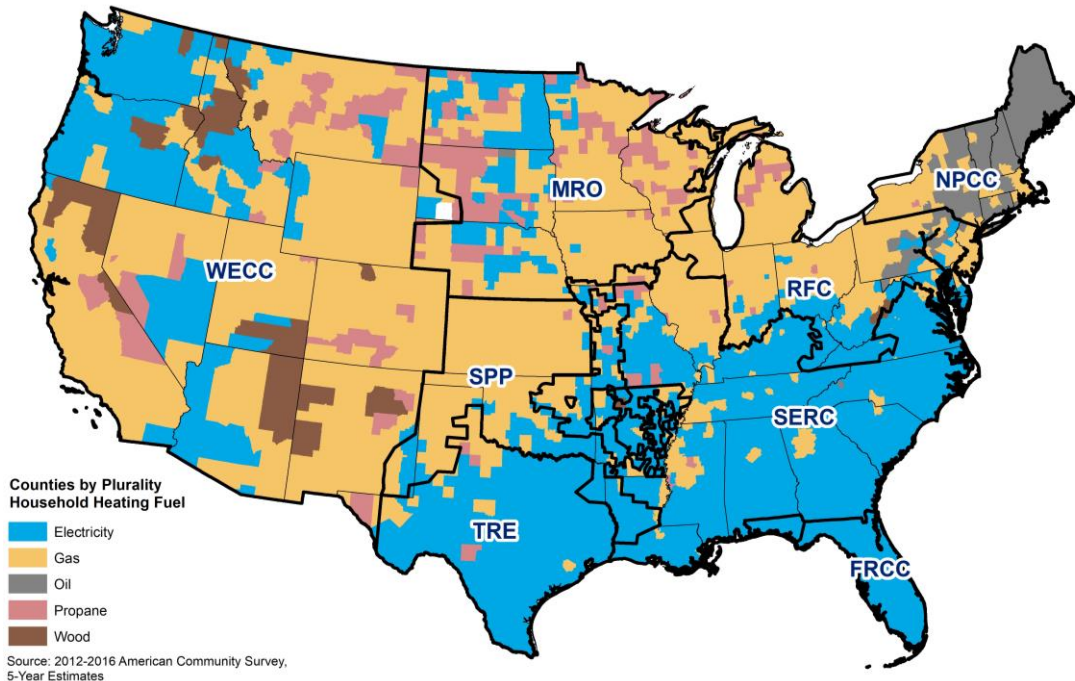 MRO
NPCC
WECC
RFC
SPP
SERC
TRE
FRCC
Counties by Plurality
Household Heating Fuel
Electricity
Gas
Oil
Propane
Wood
Source: 2012-2016 American Community Survey,
5-Year Estimates